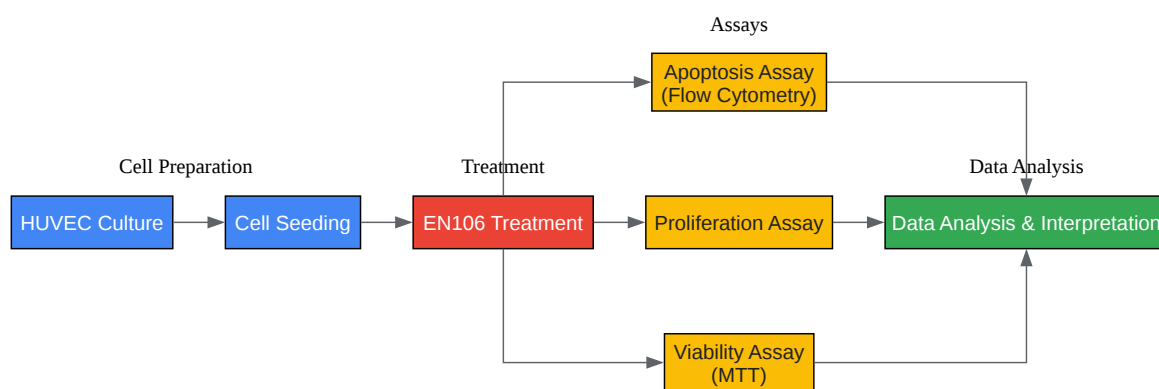 Assays
Apoptosis Assay
(Flow Cytometry)
Cell Preparation
Treatment
Data Analysis
HUVEC Culture
Cell Seeding
EN106 Treatment
Proliferation Assay
Data Analysis & Interpretation
Viability Assay
(MTT)